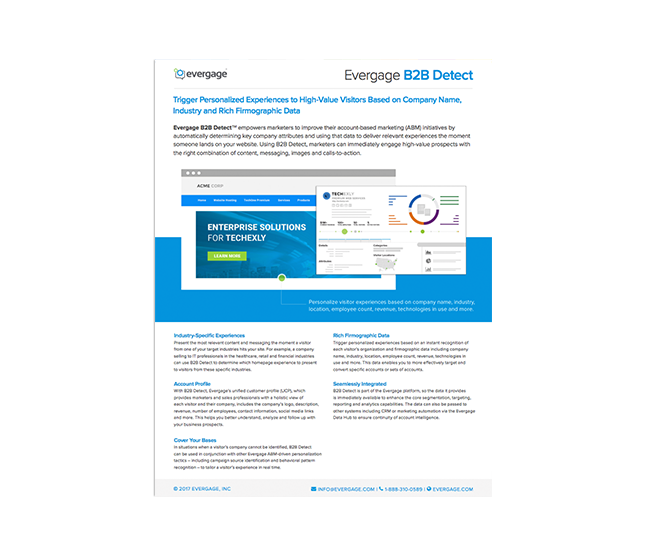 evergage
Evergage B2B Detect
Trigger Personalized Experiences to High-Value Visitors Based on Company Name,
Industry and Rich Firmographic Data
Evergage B2B Detect™ empowers marketers to improve their account-based marketing (ABM) initiatives by
automatically determining key company attributes and using that data to deliver relevant experiences the moment
someone lands on your website. Using B2B Detect, marketers can immediately engage high-value prospects with
the right combination of content, messaging, images and calls-to-action.
ACME CORP
Home Website Hosting Techline Premiere Services Products
ENTERPRISE SOLUTIONS
FOR TECHEXLY
LEARN MORE
TECHEXLY
Details
Categories
Visitor Locations
Personalize visitor experiences based on company name, industry,
location, employee count, revenue, technologies in use and more.
Industry-Specific Experiences
Present the most relevant content and messaging the moment a visitor
from one of your target industries hits your site. For example, a company
selling to IT professionals in the healthcare, retail and financial industries
can use B2B Detect to determine which homepage experience to present
to visitors from these specific industries.
Account Profile
With B2B Detect, Evergage's unified customer profile (UCP), which
provides marketers and sales professionals with a holistic view of
each visitor and their company, includes the company's logo, description,
revenue, number of employees, contact information, social media links
and more. This helps you better understand, analyze and follow up with
your business prospects.
Cover Your Bases
In situations when a visitor's company cannot be identified, B2B Detect
can be used in conjunction with other Evergage ABM-driven personalization
tactics – including campaign source identification and behavioral pattern
recognition – to tailor a visitor's experience in real time.
Rich Firmographic Data
Trigger personalized experiences based on an instant recognition of
each visitor's organization and firmographic data including company
name, industry, location, employee count, revenue, technologies in
use and more. This data enables you to more effectively target and
convert specific accounts or sets of accounts.
Seamlessly Integrated
B2B Detect is part of the Evergage platform, so the data it provides
is immediately available to enhance the core segmentation, targeting,
reporting and analytics capabilities. The data can also be passed to
other systems including CRM or marketing automation via the Evergage
Data Hub to ensure continuity of account intelligence.
© 2017 EVERGAGE, INC
INFO@EVERGAGE.COM | 1-888-310-0589 | EVERGAGE.COM